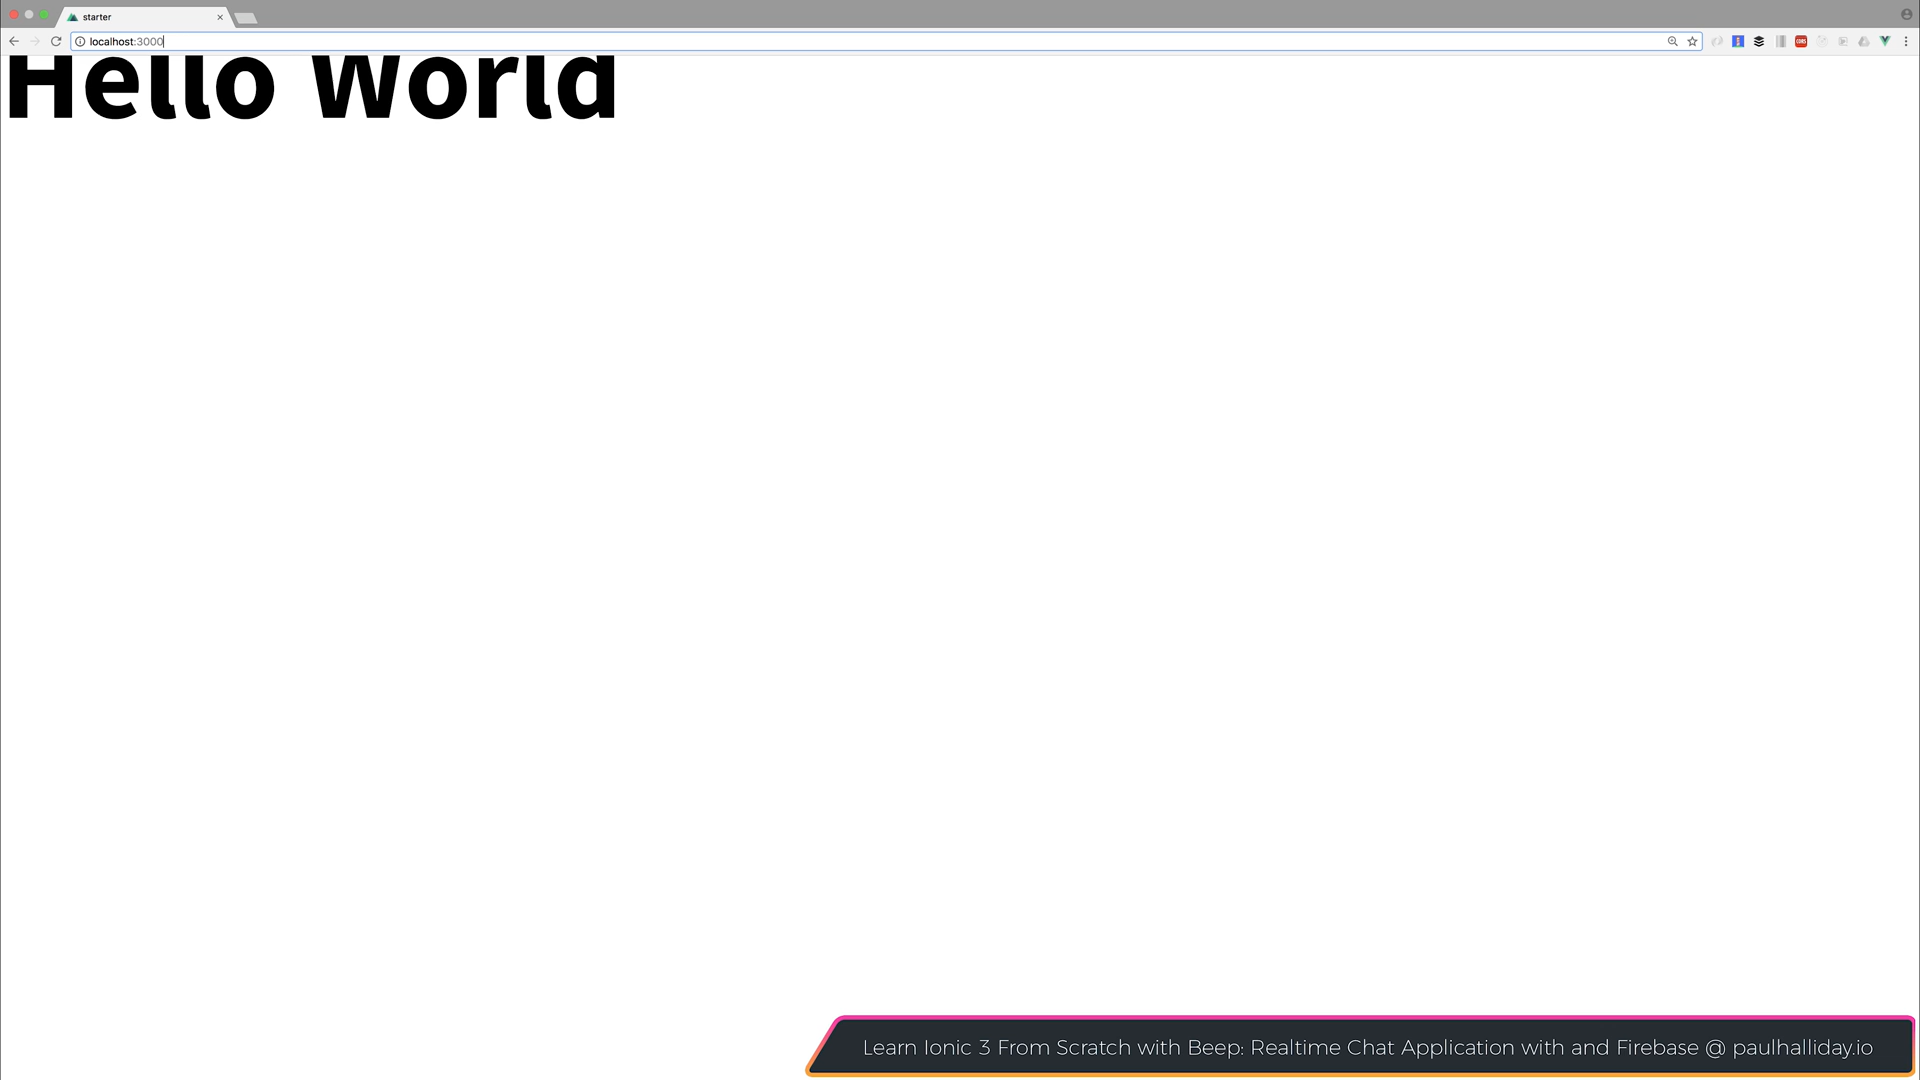 starter
localhost:3000
Hello World
Learn Ionic 3 From Scratch with Beep: Realtime Chat Application with and Firebase @ paulhalliday.io